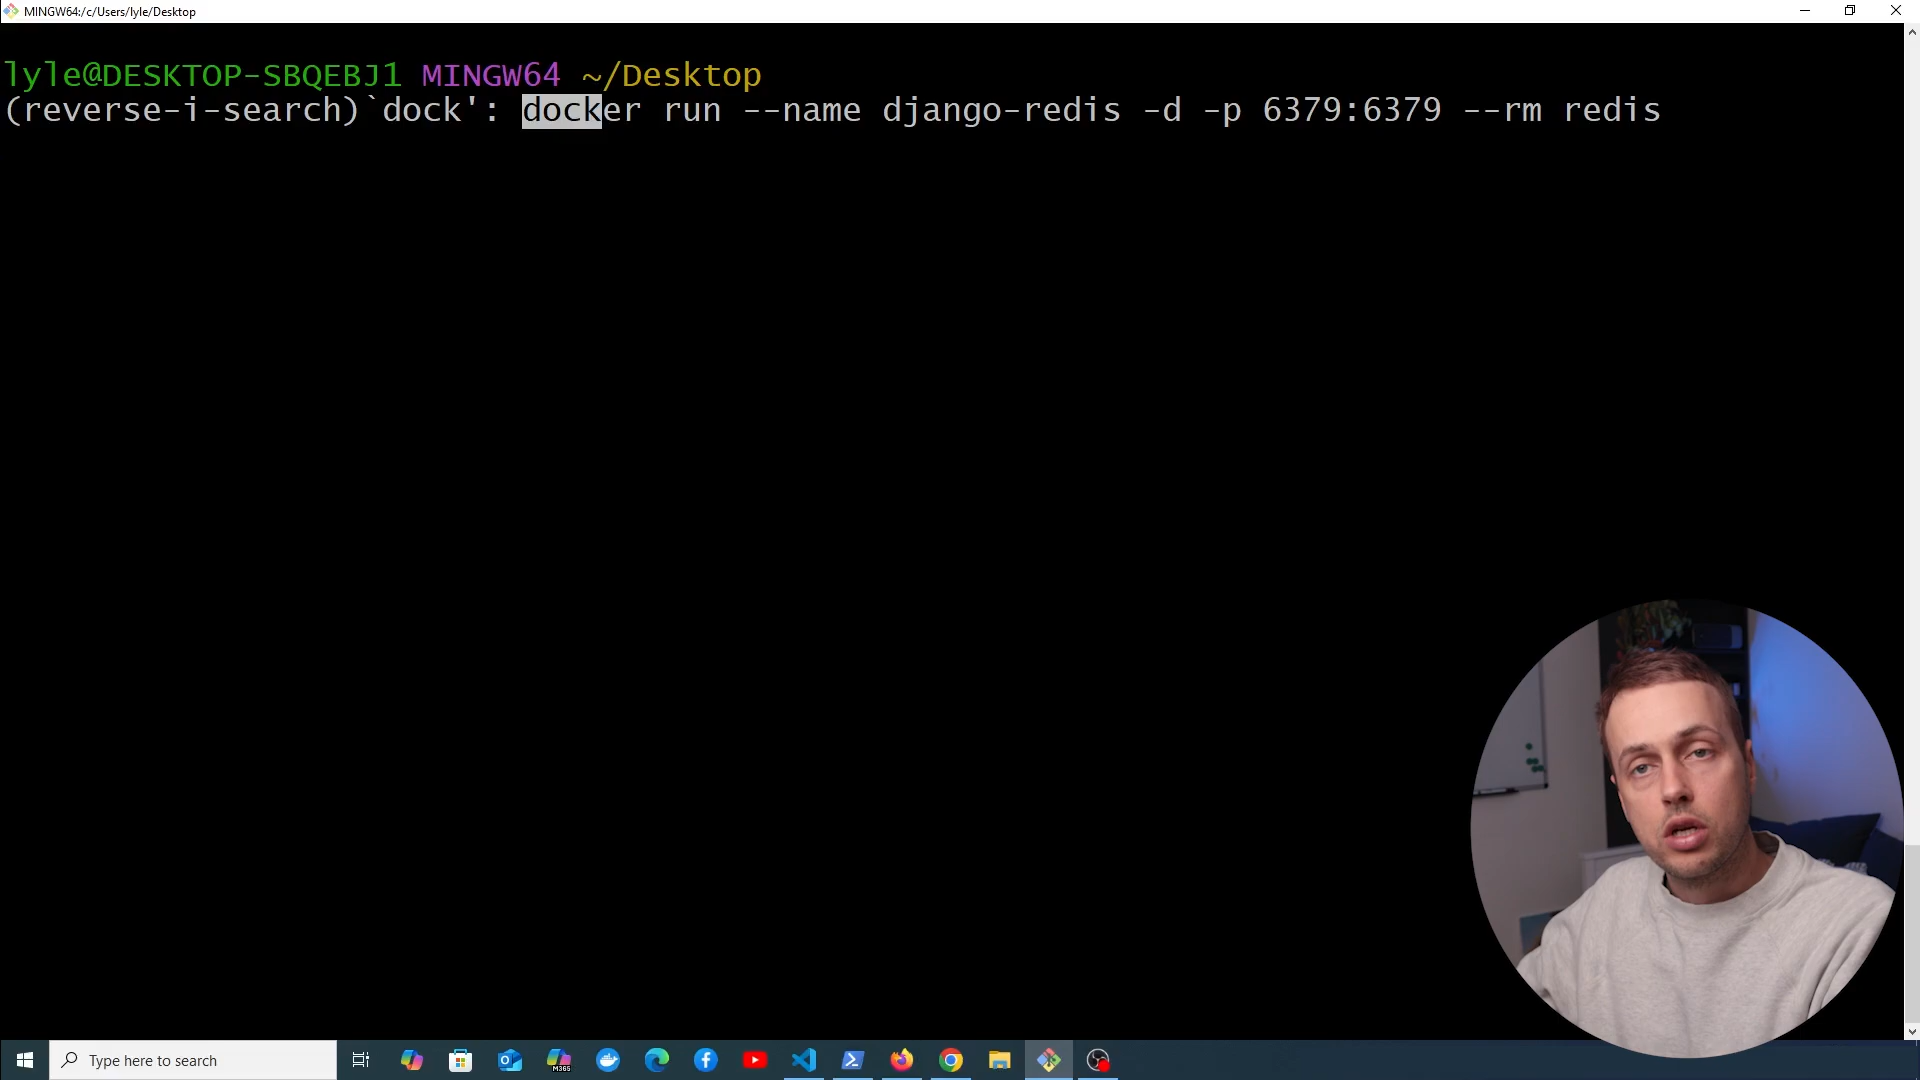 MINGW64:/c/Users/lyle/Desktop
lyle@DESKTOP-SBQEBJ1 MINGW64 ~/Desktop
(reverse-i-search)`dock': docker run --name django-redis -d -p 6379:6379 --rm redis
Type here to search
M365